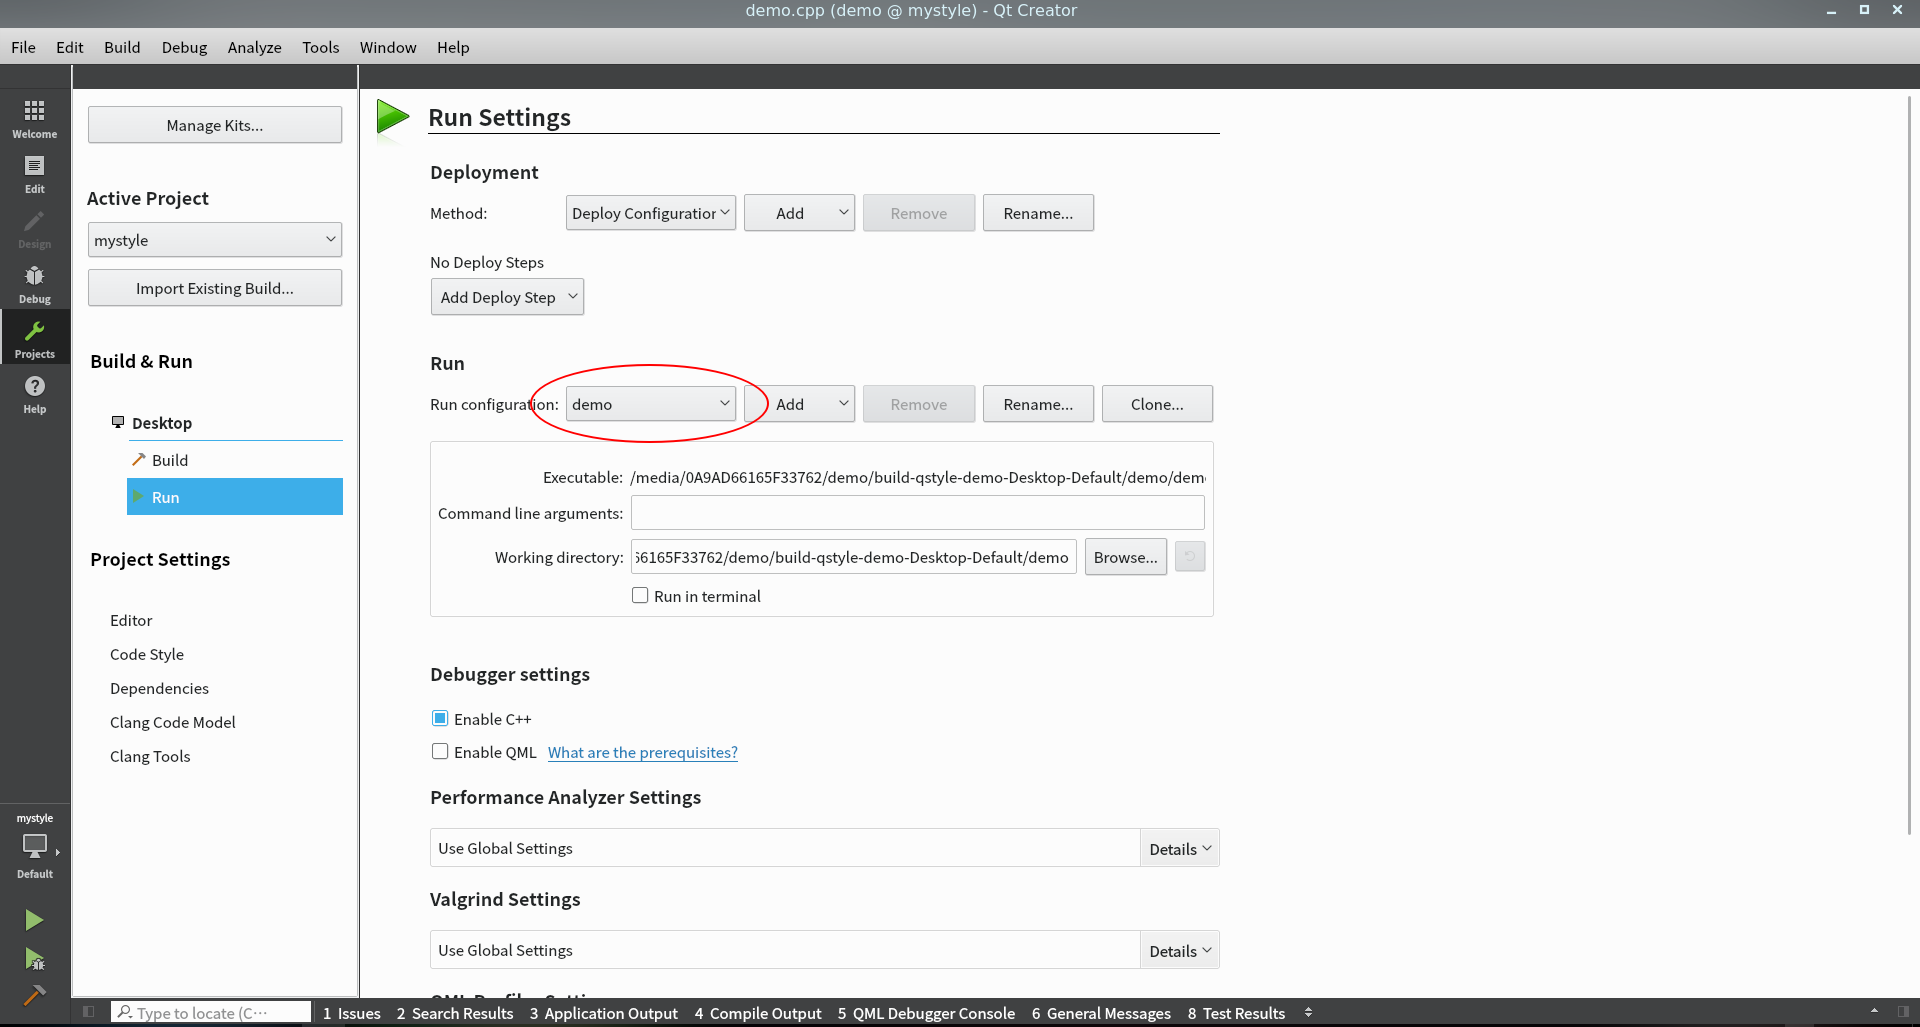 demo.cpp (demo @ mystyle) - Qt Creator
File Edit Build Debug Analyze Tools Window Help
Welcome
Edit
Design
Debug
Projects
Help
mystyle
Default
Manage Kits...
Active Project
mystyle
Import Existing Build...
Build & Run
Desktop
Build
Run
Project Settings
Editor
Code Style
Dependencies
Clang Code Model
Clang Tools
Run Settings
Deployment
Method: Deploy Configuration Add Remove Rename...
No Deploy Steps
Add Deploy Step
Run
Run configuration: demo Add Remove Rename... Clone...
Executable: /media/0A9AD66165F33762/demo/build-qstyle-demo-Desktop-Default/demo/dem
Command line arguments:
Working directory: 66165F33762/demo/build-qstyle-demo-Desktop-Default/demo Browse...
Run in terminal
Debugger settings
Enable C++
Enable QML What are the prerequisites?
Performance Analyzer Settings
Use Global Settings Details
Valgrind Settings
Use Global Settings Details
Type to locate (C...
1 Issues 2 Search Results 3 Application Output 4 Compile Output 5 QML Debugger Console 6 General Messages 8 Test Results